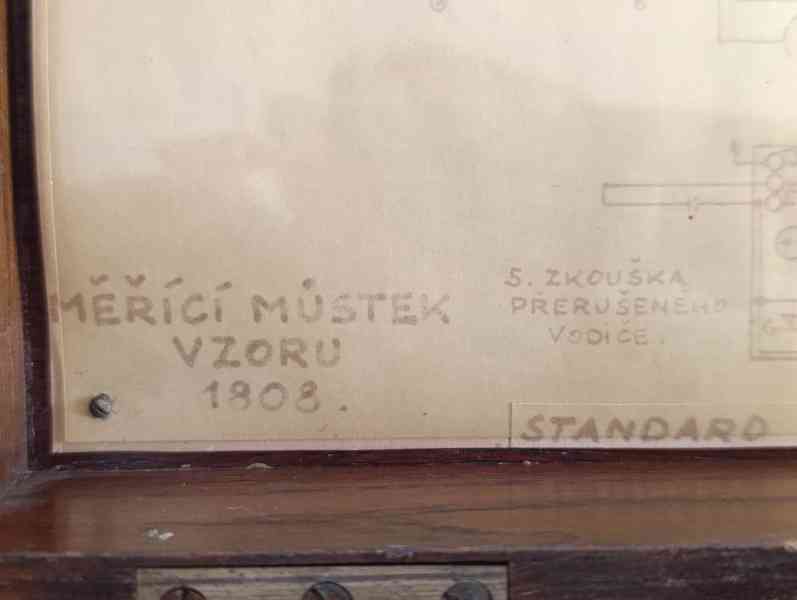 MĚŘÍCÍ MŮSTEK
VZORU
1808.
5. ZKOUŠKA
PŘERUŠENÉHO
VODIČE.
STANDARD